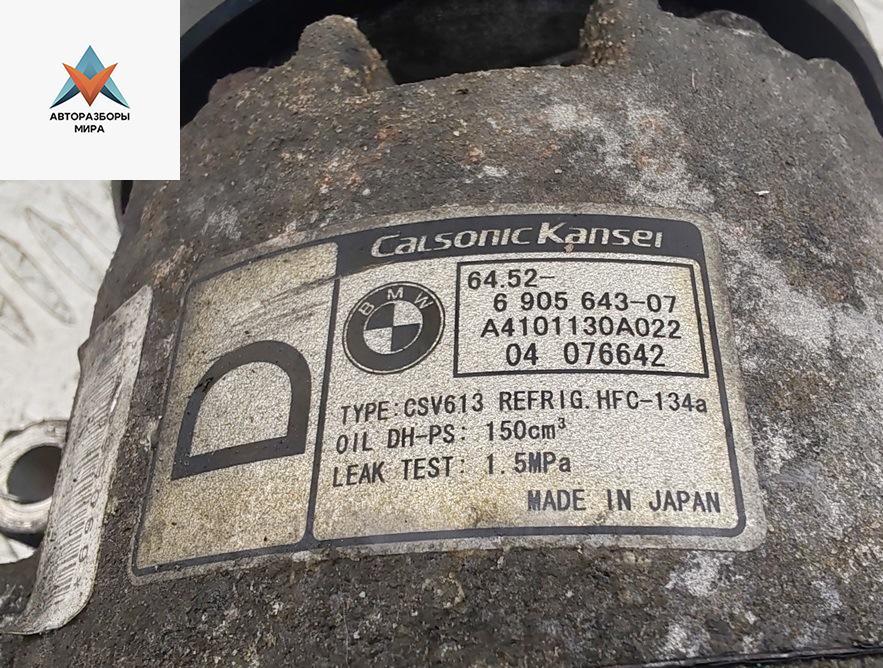 АВТОРАЗБОРЫ
МИРА
CALSONIC KANSEI
BMW
64.52-
6 905 643-07
A4101130A022
04 076642
D
TYPE:CSV613 REFRIG.HFC-134a
OIL DH-PS: 150cm³
LEAK TEST: 1.5MPa
MADE IN JAPAN